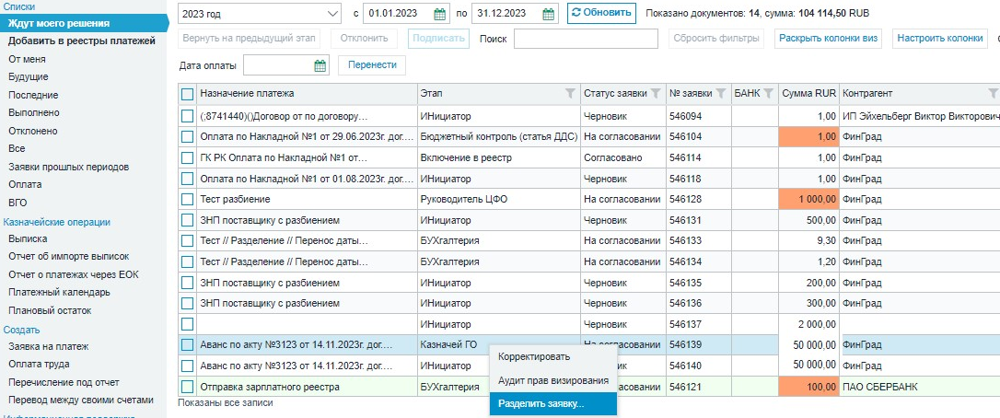 Списки
Ждут моего решения
Добавить в реестры платежей
От меня
Будущие
Последние
Выполнено
Отклонено
Все
Заявки прошлых периодов
Оплата
ВГО
Казначейские операции
Выписка
Отчет об импорте выписок
Отчет о платежах через ЕОК
Платежный календарь
Плановый остаток
Создать
Заявка на платеж
Оплата труда
Перечисление под отчет
Перевод между своими счетами
2023 год с 01.01.2023 по 31.12.2023 Обновить Показано документов: 14, сумма: 104 114,50 RUB
Вернуть на предыдущий этап Отклонить Подписать Поиск Сбросить фильтры Раскрыть колонки виз Настроить колонки
Дата оплаты Перенести
Назначение платежа Этап Статус заявки № заявки БАНК Сумма RUR Контрагент
(;8741440)()Договор от по договору… ИНициатор Черновик 546094 1,00 ИП Эйхельберг Виктор Викторович
Оплата по Накладной №1 от 29.06.2023г. дог.… Бюджетный контроль (статья ДДС) На согласовании 546104 1,00 ФинГрад
ГК РК Оплата по Накладной №1 от… Включение в реестр Согласовано 546114 1,00 ФинГрад
Оплата по Накладной №1 от 01.08.2023г. дог.… ИНициатор Черновик 546118 1,00 ФинГрад
Тест разбиение Руководитель ЦФО На согласовании 546128 1 000,00 ФинГрад
ЗНП поставщику с разбиением ИНициатор Черновик 546131 500,00 ФинГрад
Тест // Разделение // Перенос даты… БУХгалтерия На согласовании 546133 9,30 ФинГрад
Тест // Разделение // Перенос даты… БУХгалтерия На согласовании 546134 1,20 ФинГрад
ЗНП поставщику с разбиением ИНициатор Черновик 546135 200,00 ФинГрад
ЗНП поставщику с разбиением ИНициатор Черновик 546136 300,00 ФинГрад
ИНициатор Черновик 546137 2 000,00
Аванс по акту №3123 от 14.11.2023г. дог.… Казначей ГО На согласовании 546139 50 000,00 ФинГрад
Аванс по акту №3123 от 14.11.2023г. дог.… ИНициатор Черновик 546140 50 000,00 ФинГрад
Отправка зарплатного реестра БУХгалтерия На согласовании 546121 100,00 ПАО СБЕРБАНК
Корректировать
Аудит прав визирования
Разделить заявку...
Показаны все записи